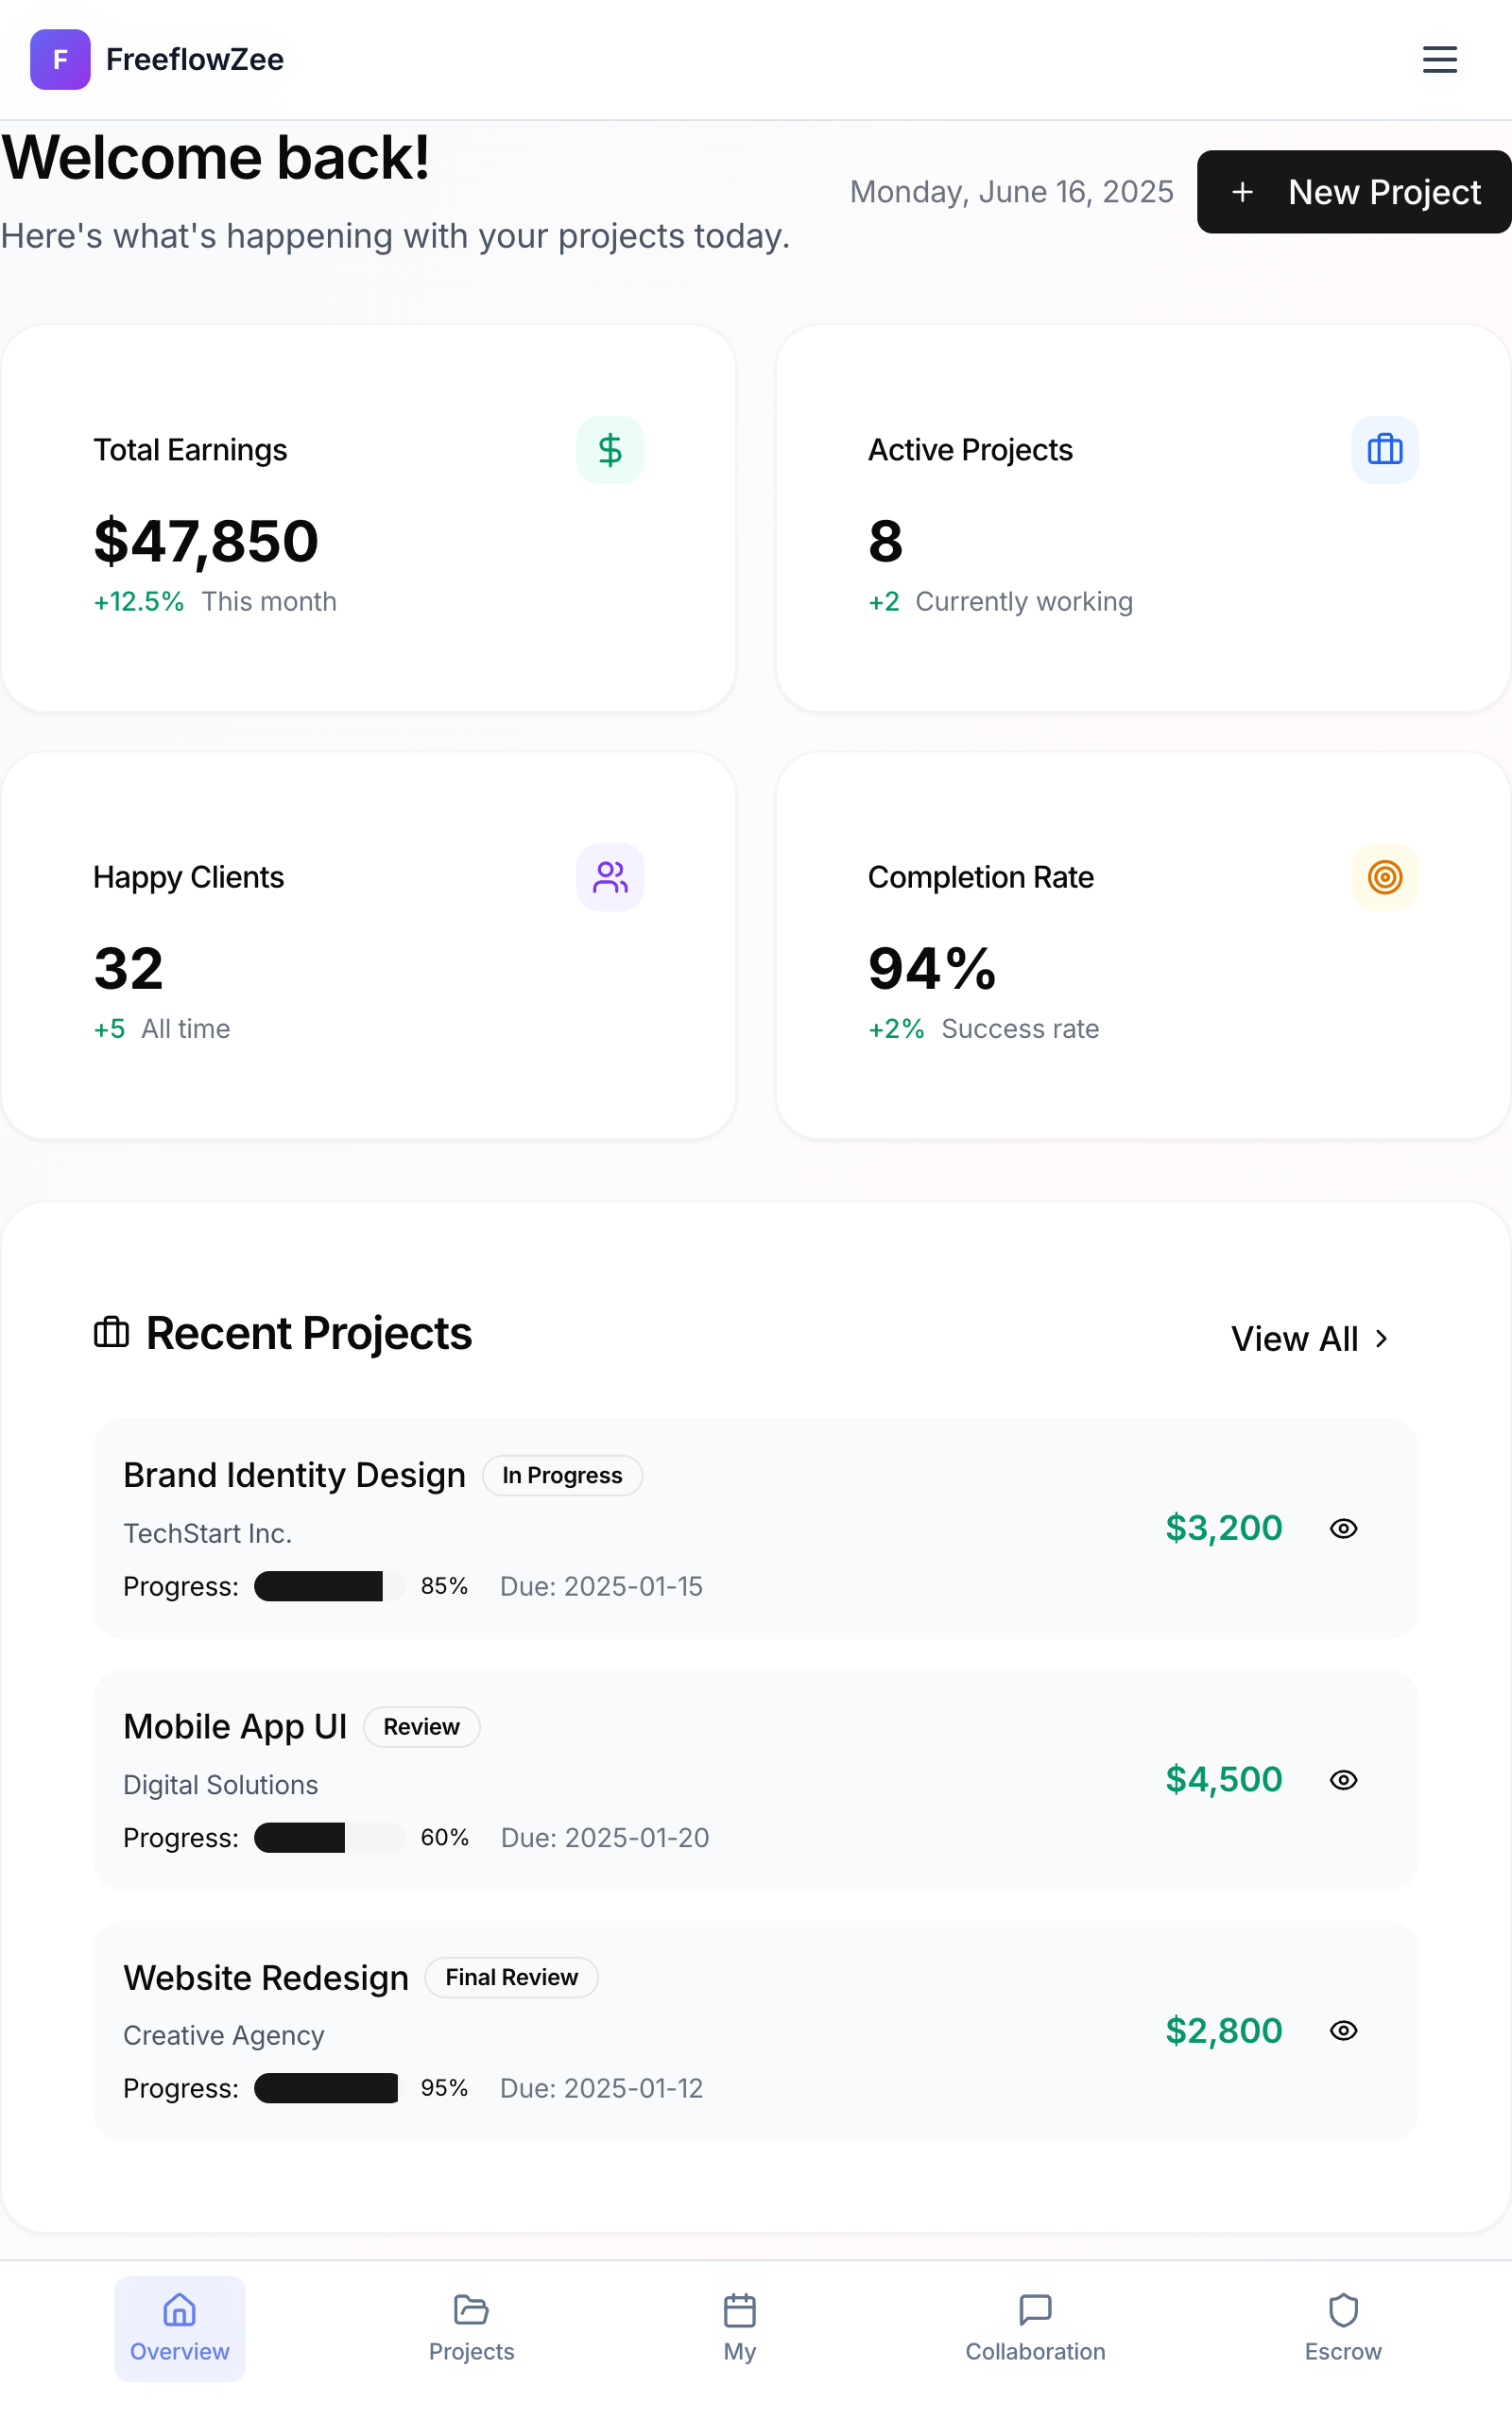 F FreeflowZee
Welcome back!
Here's what's happening with your projects today.
Monday, June 16, 2025
+ New Project
Total Earnings
$47,850
+12.5% This month
Active Projects
8
+2 Currently working
Happy Clients
32
+5 All time
Completion Rate
94%
+2% Success rate
Recent Projects
View All
Brand Identity Design In Progress
TechStart Inc.
Progress: 85% Due: 2025-01-15
$3,200
Mobile App UI Review
Digital Solutions
Progress: 60% Due: 2025-01-20
$4,500
Website Redesign Final Review
Creative Agency
Progress: 95% Due: 2025-01-12
$2,800
Overview
Projects
My
Collaboration
Escrow